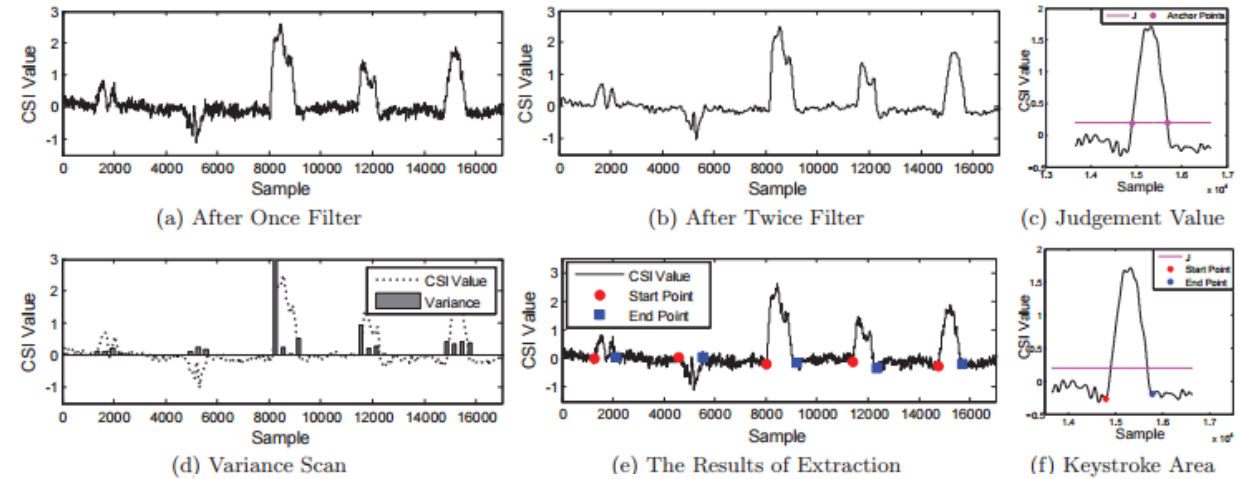 CSI Value
3
2
1
0
-1
0 2000 4000 6000 8000 10000 12000 14000 16000
Sample
(a) After Once Filter
CSI Value
3
2
1
0
-1
0 2000 4000 6000 8000 10000 12000 14000 16000
Sample
(b) After Twice Filter
J Anchor Points
CSI Value
2
1.5
1
0.5
0
-0.5
1.3 1.4 1.5 1.6 1.7
x 10⁴
Sample
(c) Judgement Value
CSI Value
Variance
CSI Value
3
2
1
0
-1
0 2000 4000 6000 8000 10000 12000 14000 16000
Sample
(d) Variance Scan
CSI Value
Start Point
End Point
CSI Value
3
2
1
0
-1
0 2000 4000 6000 8000 10000 12000 14000 16000
Sample
(e) The Results of Extraction
J
Start Point
End Point
CSI Value
2
1.5
1
0.5
0
-0.5
1.4 1.5 1.6 1.7
x 10⁴
Sample
(f) Keystroke Area